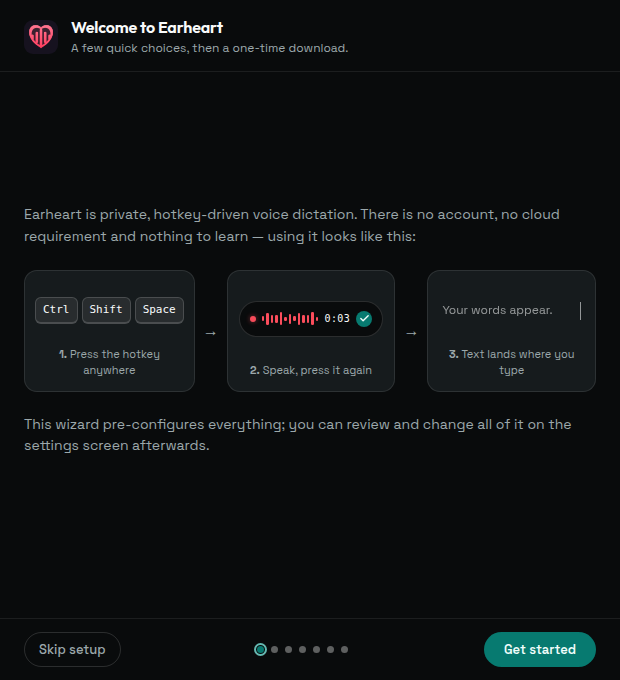 Welcome to Earheart
A few quick choices, then a one-time download.
Earheart is private, hotkey-driven voice dictation. There is no account, no cloud
requirement and nothing to learn — using it looks like this:
Ctrl Shift Space
1. Press the hotkey
anywhere
→
0:03
2. Speak, press it again
→
Your words appear.
3. Text lands where you
type
This wizard pre-configures everything; you can review and change all of it on the
settings screen afterwards.
Skip setup
Get started